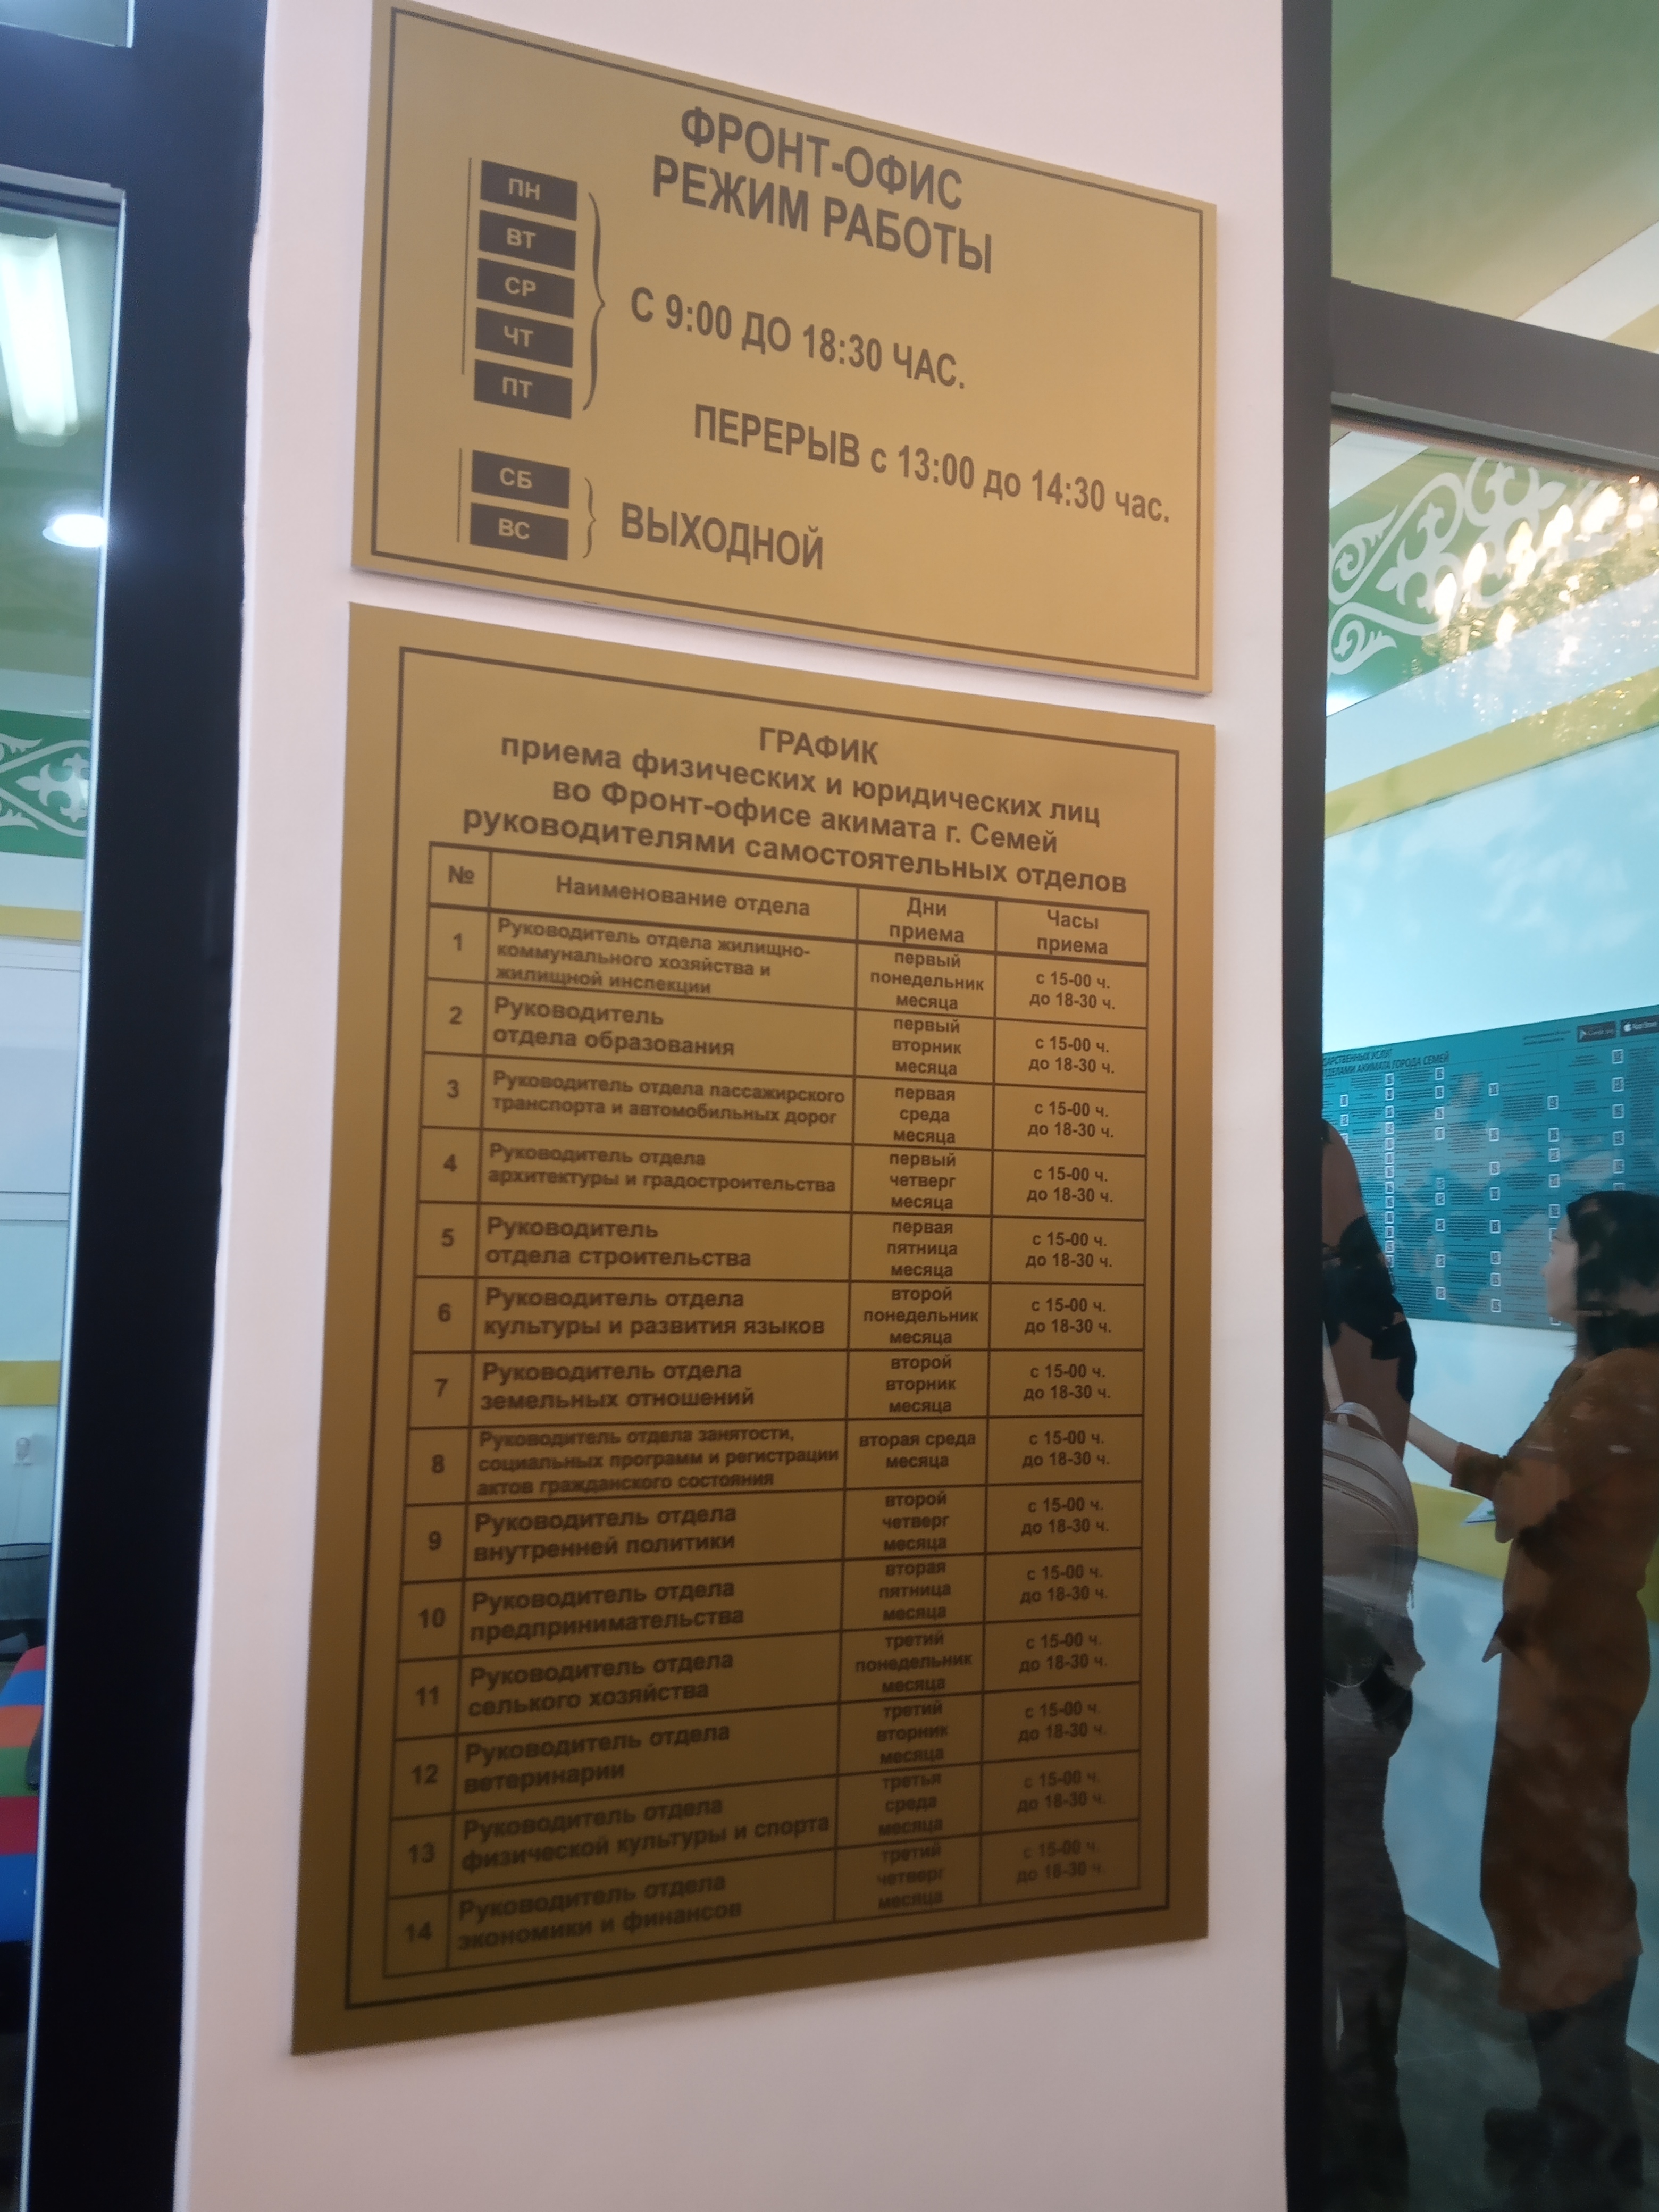 ФРОНТ-ОФИС
РЕЖИМ РАБОТЫ
ПН
ВТ
СР
ЧТ
ПТ
С 9:00 ДО 18:30 ЧАС.
ПЕРЕРЫВ с 13:00 до 14:30 час.
СБ
ВС
ВЫХОДНОЙ
ГРАФИК
приема физических и юридических лиц
во Фронт-офисе акимата г. Семей
руководителями самостоятельных отделов
№ Наименование отдела Дни приема Часы приема
1 Руководитель отдела жилищно-
коммунального хозяйства и
жилищной инспекции
первый
понедельник
месяца
с 15-00 ч.
до 18-30 ч.
2 Руководитель
отдела образования
первый
вторник
месяца
с 15-00 ч.
до 18-30 ч.
3 Руководитель отдела пассажирского
транспорта и автомобильных дорог
первая
среда
месяца
с 15-00 ч.
до 18-30 ч.
4 Руководитель отдела
архитектуры и градостроительства
первый
четверг
месяца
с 15-00 ч.
до 18-30 ч.
5 Руководитель
отдела строительства
первая
пятница
месяца
с 15-00 ч.
до 18-30 ч.
6 Руководитель отдела
культуры и развития языков
второй
понедельник
месяца
с 15-00 ч.
до 18-30 ч.
7 Руководитель отдела
земельных отношений
второй
вторник
месяца
с 15-00 ч.
до 18-30 ч.
8 Руководитель отдела занятости,
социальных программ и регистрации
актов гражданского состояния
вторая среда
месяца
с 15-00 ч.
до 18-30 ч.
9 Руководитель отдела
внутренней политики
второй
четверг
месяца
с 15-00 ч.
до 18-30 ч.
10 Руководитель отдела
предпринимательства
вторая
пятница
месяца
с 15-00 ч.
до 18-30 ч.
11 Руководитель отдела
селького хозяйства
третий
понедельник
месяца
с 15-00 ч.
до 18-30 ч.
12 Руководитель отдела
ветеринарии
третий
вторник
месяца
с 15-00 ч.
до 18-30 ч.
13 Руководитель отдела
физической культуры и спорта
третья
среда
месяца
с 15-00 ч.
до 18-30 ч.
14 Руководитель отдела
экономики и финансов
третий
четверг
месяца
с 15-00 ч.
до 18-30 ч.
АКИМАТА ГОРОДА СЕМЕЙ
App Store